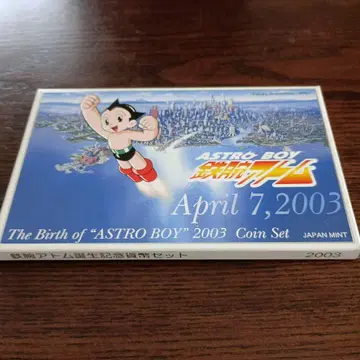 ASTRO BOY
鉄腕アトム
April 7,2003
The Birth of “ASTRO BOY” 2003 Coin Set
JAPAN MINT
鉄腕アトム誕生記念貨幣セット 2003